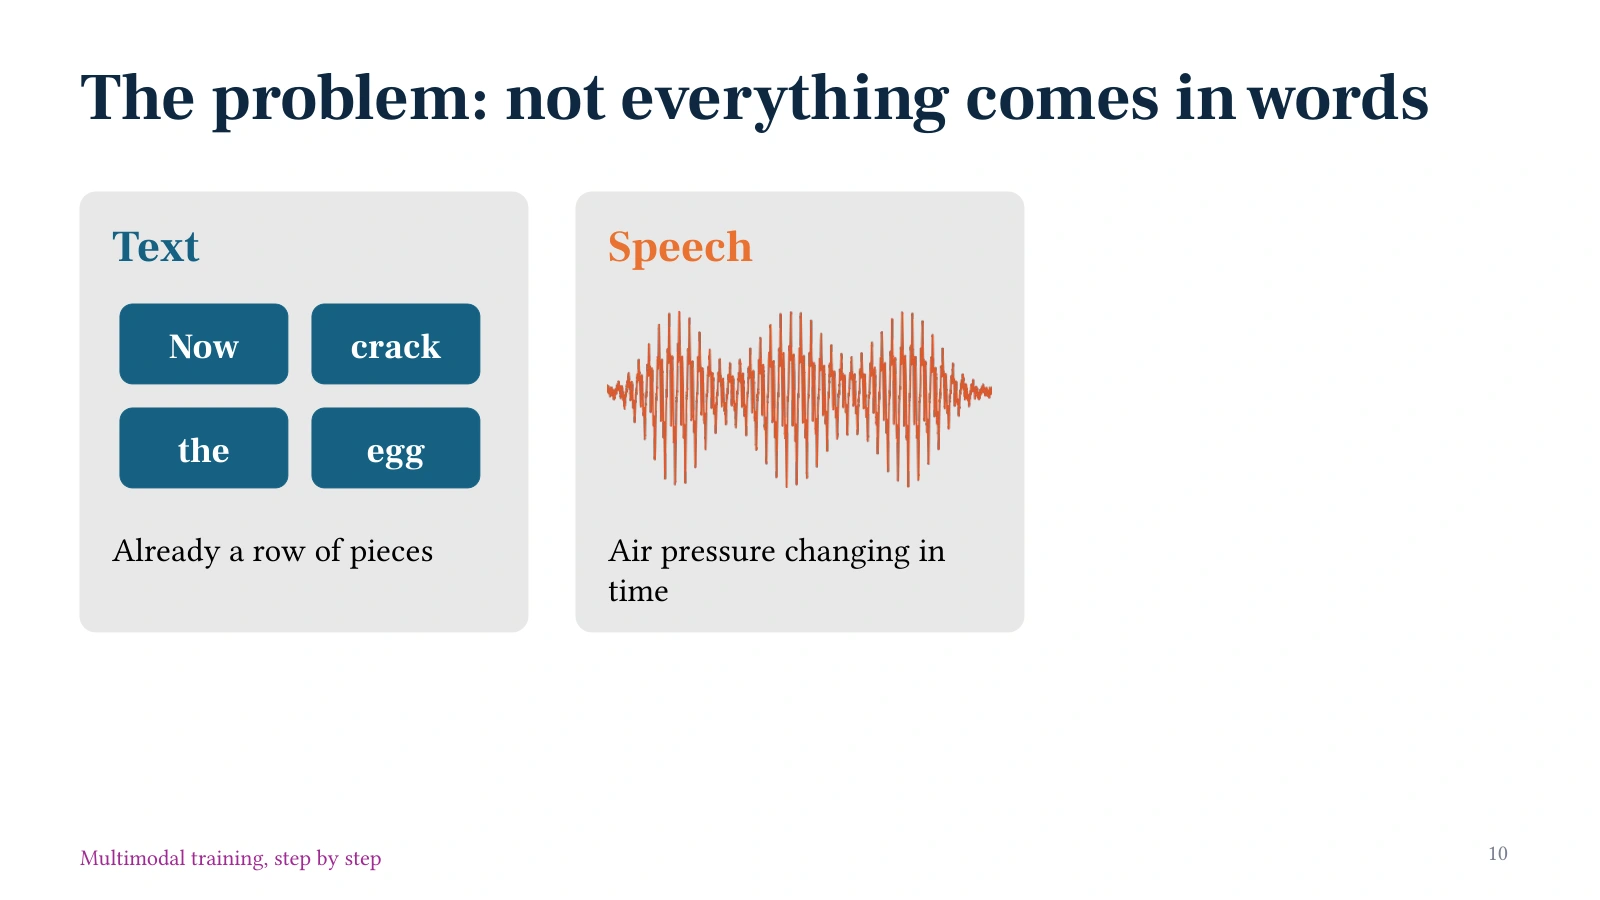 The problem: not everything comes in words
Text
Now
crack
the
egg
Already a row of pieces
Speech
Air pressure changing in
time
Multimodal training, step by step
10